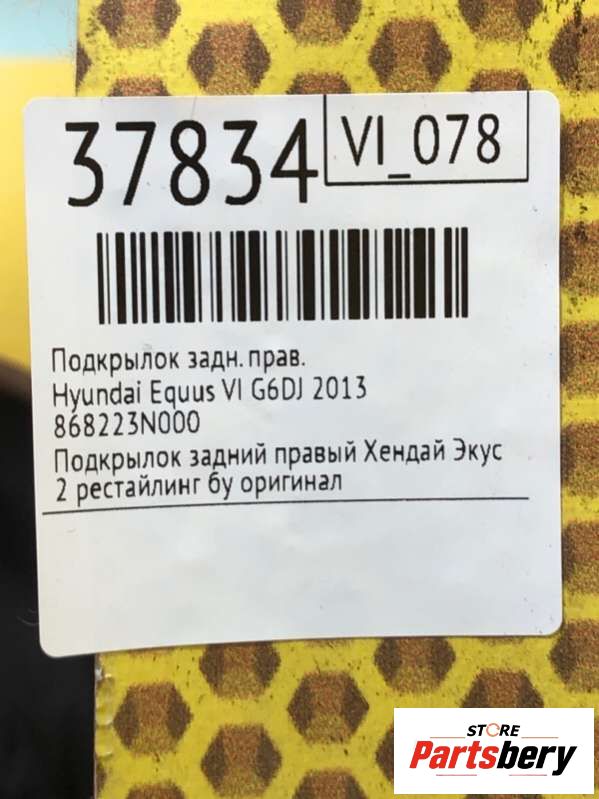 37834
VI_078
Подкрылок задн. прав.
Hyundai Equus VI G6DJ 2013
868223N000
Подкрылок задний правый Хендай Экус
2 рестайлинг бу оригинал
STORE
Partsbery